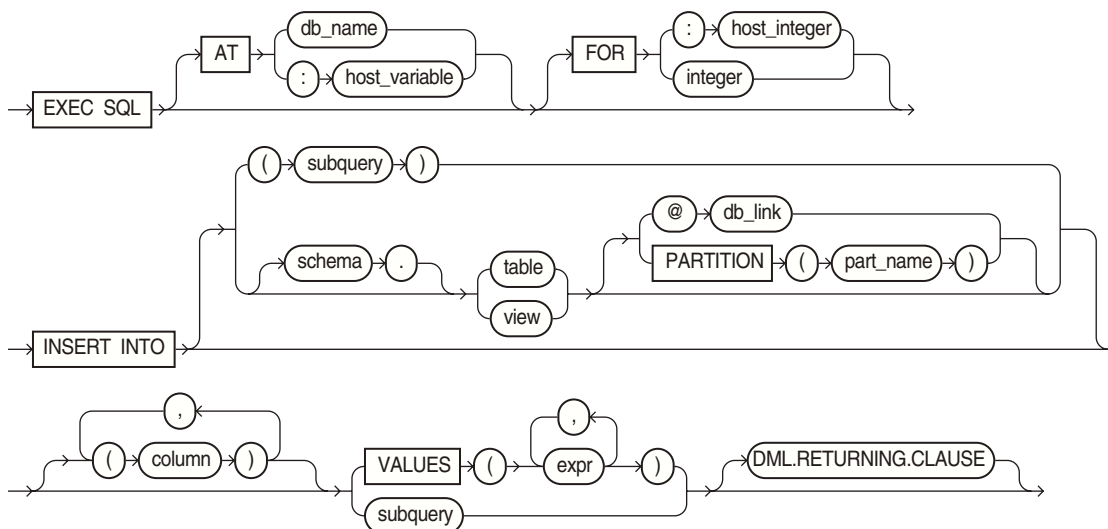 db_name : host_integer
AT FOR
: host_variable integer
EXEC SQL
( subquery )
@ db_link
schema . table PARTITION ( part_name )
view
INSERT INTO
, ,
( column ) VALUES ( expr ) DML.RETURNING.CLAUSE
subquery